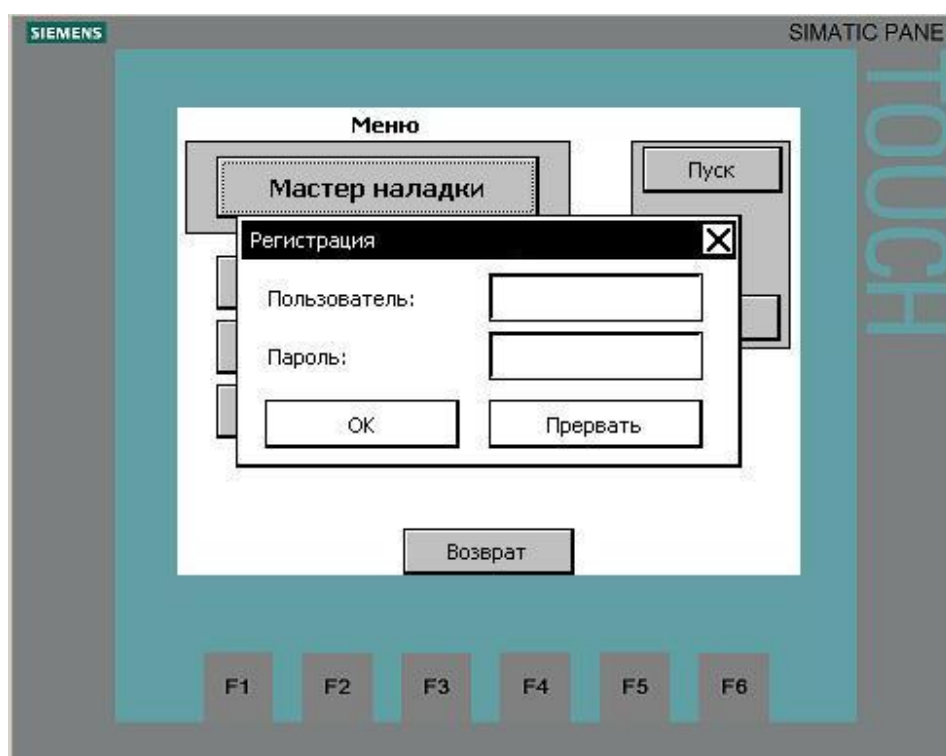 SIEMENS
SIMATIC PANE
TOUCH
Меню
Мастер наладки
Пуск
Регистрация
Пользователь:
Пароль:
OK
Прервать
Возврат
F1 F2 F3 F4 F5 F6